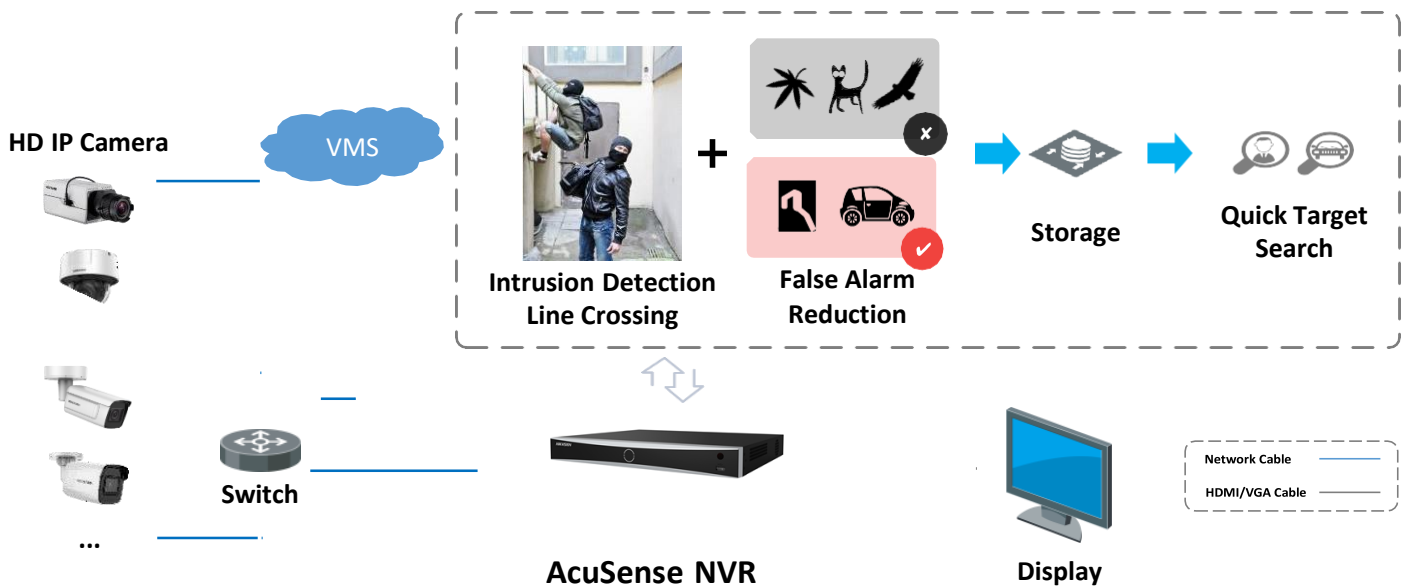 HD IP Camera
VMS
Intrusion Detection
Line Crossing
+
False Alarm
Reduction
Storage
Quick Target
Search
Switch
...
HIKVISION
AcuSense NVR
Display
Network Cable
HDMI/VGA Cable